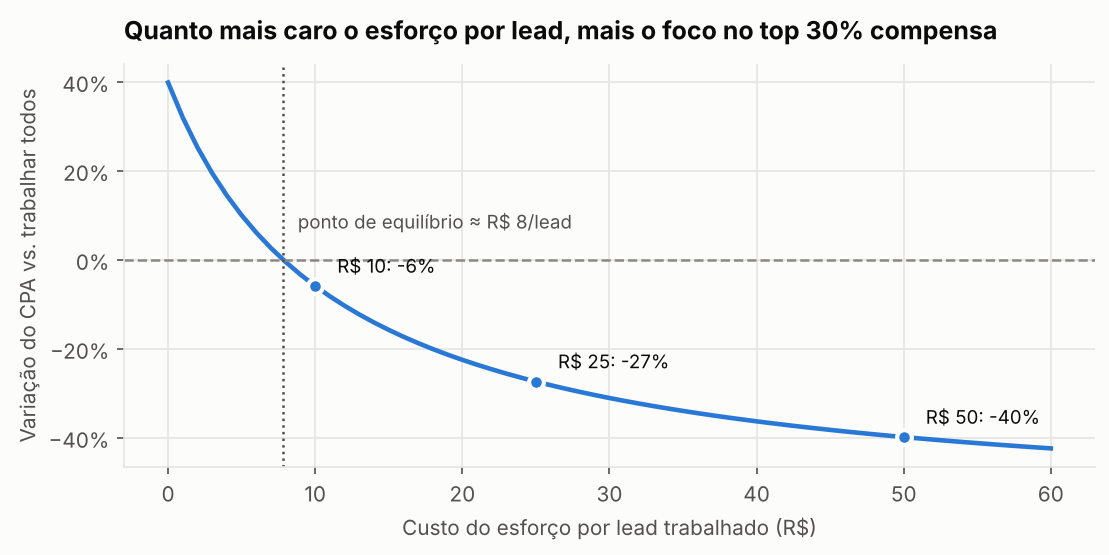 Quanto mais caro o esforço por lead, mais o foco no top 30% compensa
Variação do CPA vs. trabalhar todos
40%
20%
0%
−20%
−40%
ponto de equilíbrio ≈ R$ 8/lead
R$ 10: -6%
R$ 25: -27%
R$ 50: -40%
0
10
20
30
40
50
60
Custo do esforço por lead trabalhado (R$)